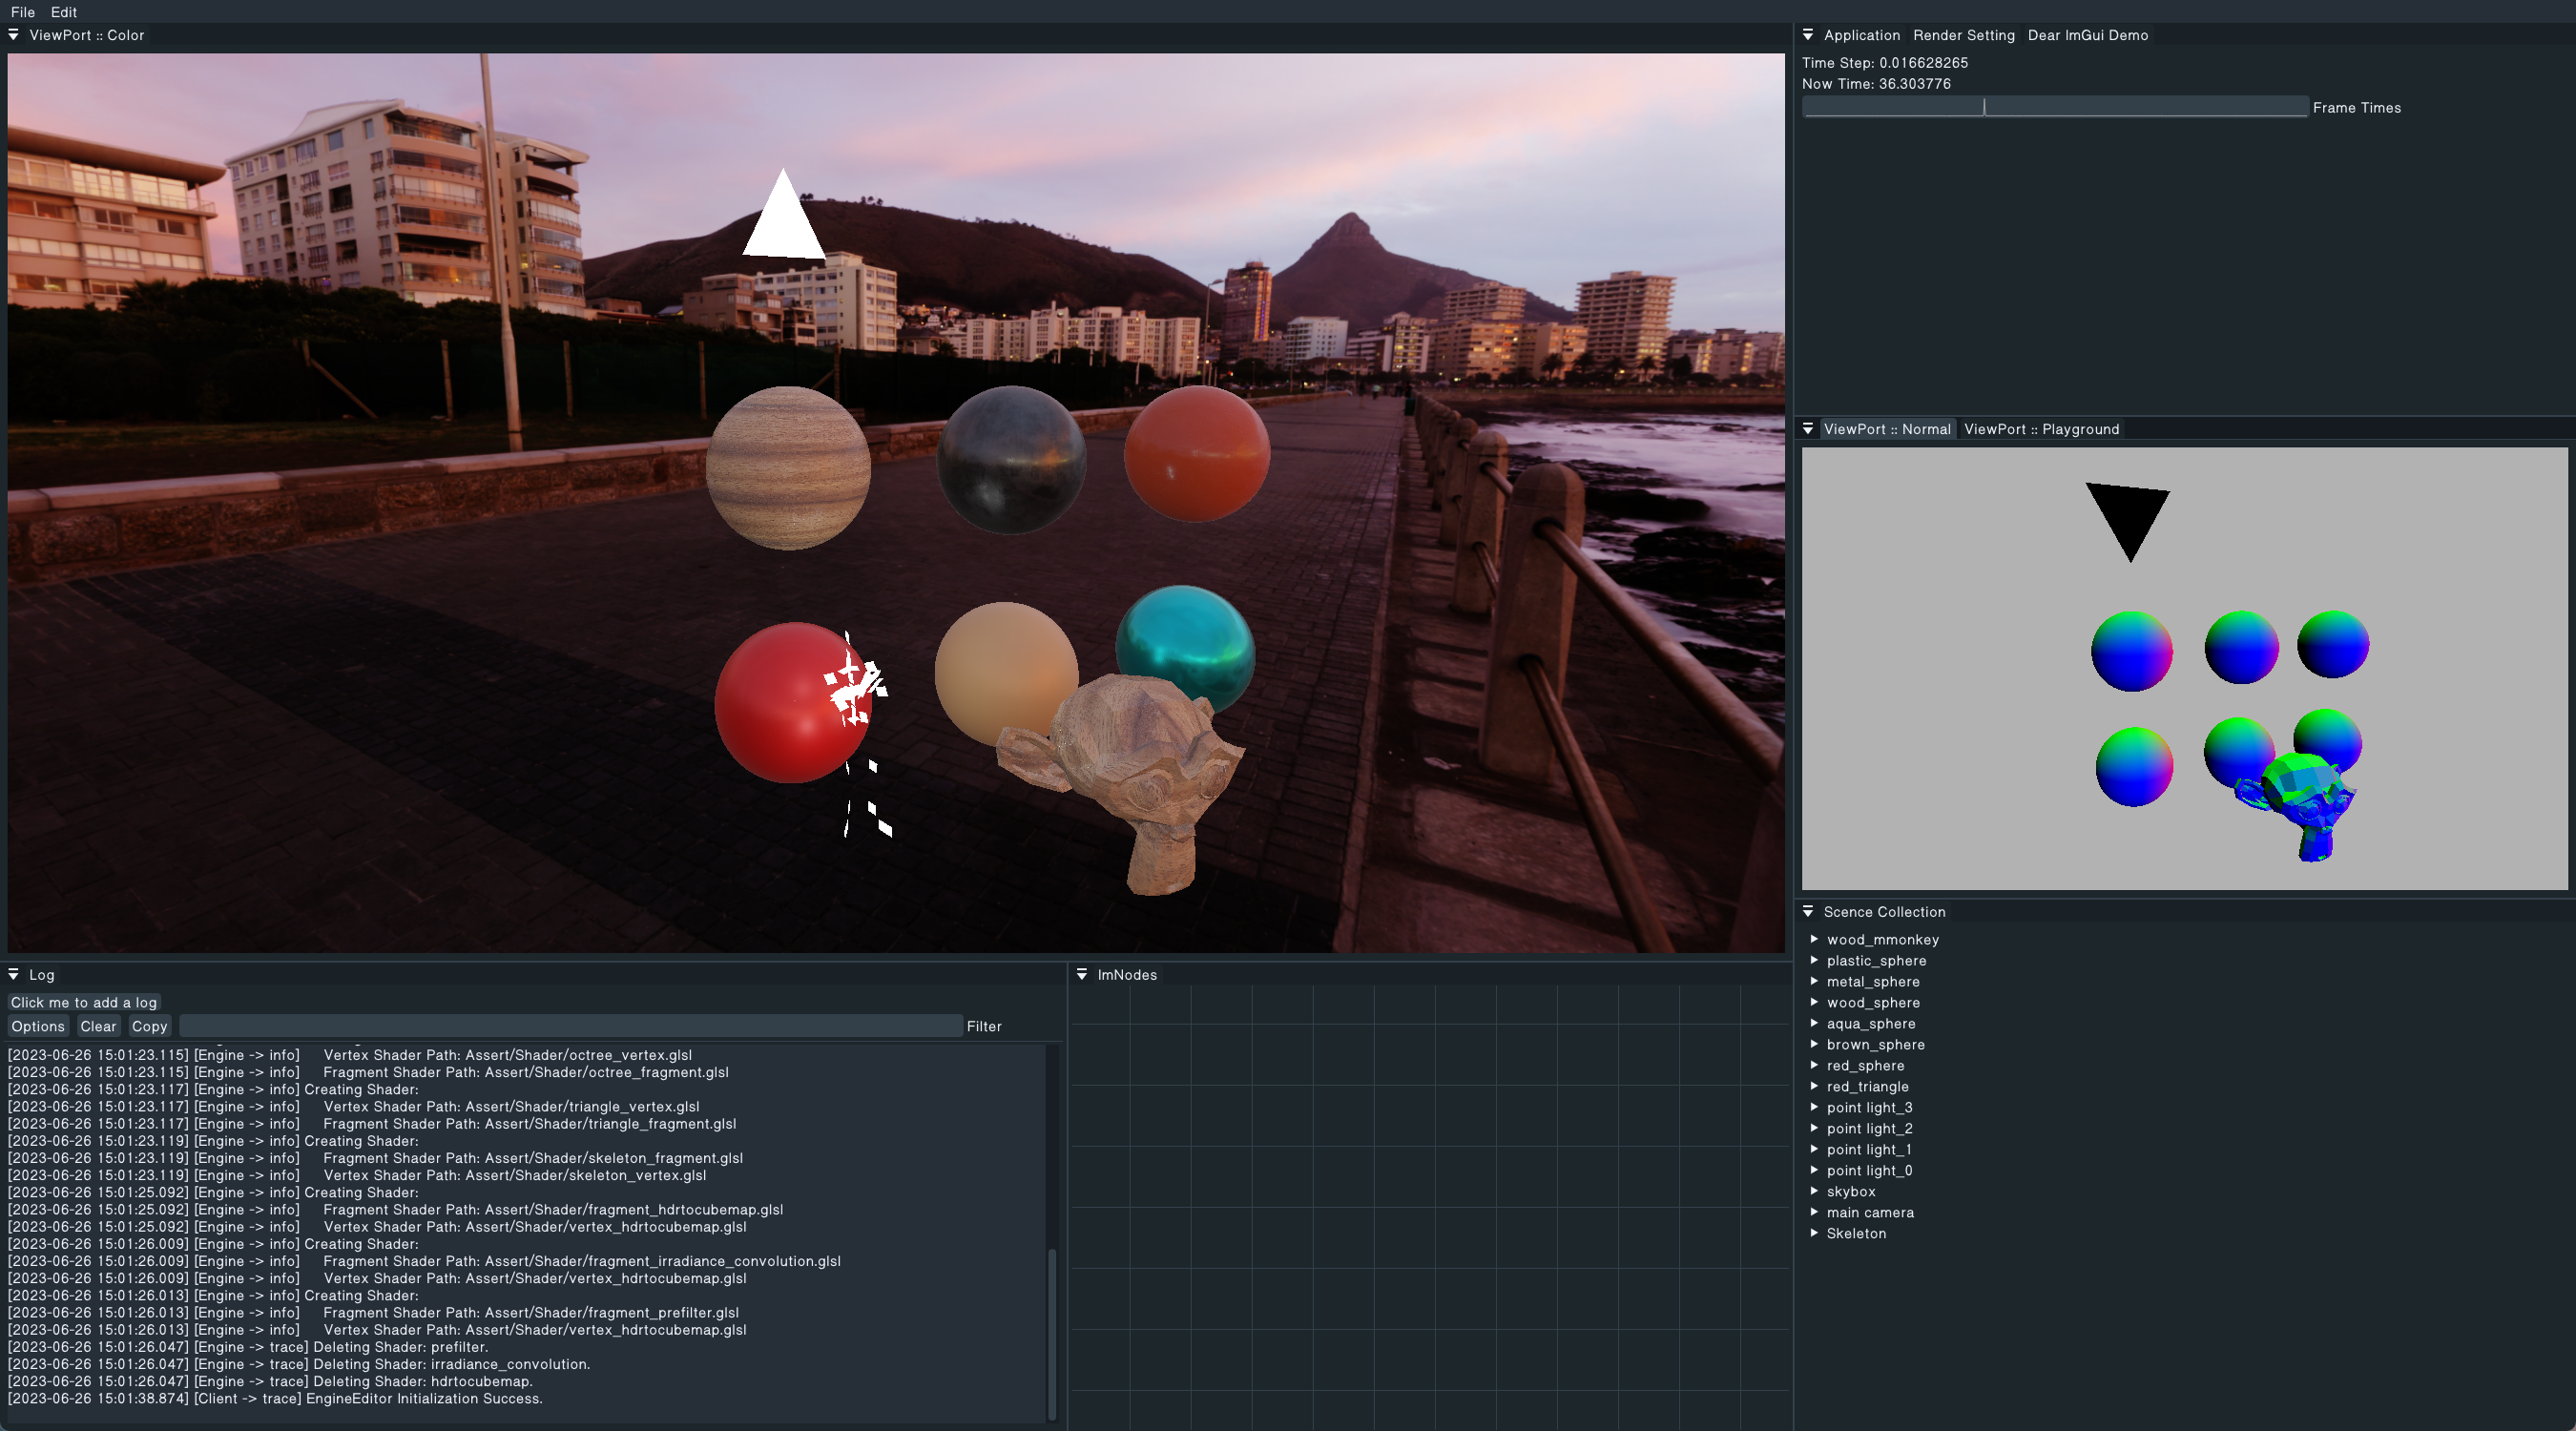 File Edit
ViewPort :: Color
Application Render Setting Dear ImGui Demo
Time Step: 0.016628265
Now Time: 36.303776
Frame Times
ViewPort :: Normal ViewPort :: Playground
Scence Collection
wood_mmonkey
plastic_sphere
metal_sphere
wood_sphere
aqua_sphere
brown_sphere
red_sphere
red_triangle
point light_3
point light_2
point light_1
point light_0
skybox
main camera
Skeleton
Log
Click me to add a log
Options Clear Copy Filter
[2023-06-26 15:01:23.115] [Engine -> info] Vertex Shader Path: Assert/Shader/octree_vertex.glsl
[2023-06-26 15:01:23.115] [Engine -> info] Fragment Shader Path: Assert/Shader/octree_fragment.glsl
[2023-06-26 15:01:23.117] [Engine -> info] Creating Shader:
[2023-06-26 15:01:23.117] [Engine -> info] Vertex Shader Path: Assert/Shader/triangle_vertex.glsl
[2023-06-26 15:01:23.117] [Engine -> info] Fragment Shader Path: Assert/Shader/triangle_fragment.glsl
[2023-06-26 15:01:23.119] [Engine -> info] Creating Shader:
[2023-06-26 15:01:23.119] [Engine -> info] Fragment Shader Path: Assert/Shader/skeleton_fragment.glsl
[2023-06-26 15:01:23.119] [Engine -> info] Vertex Shader Path: Assert/Shader/skeleton_vertex.glsl
[2023-06-26 15:01:25.092] [Engine -> info] Creating Shader:
[2023-06-26 15:01:25.092] [Engine -> info] Fragment Shader Path: Assert/Shader/fragment_hdrtocubemap.glsl
[2023-06-26 15:01:25.092] [Engine -> info] Vertex Shader Path: Assert/Shader/vertex_hdrtocubemap.glsl
[2023-06-26 15:01:26.009] [Engine -> info] Creating Shader:
[2023-06-26 15:01:26.009] [Engine -> info] Fragment Shader Path: Assert/Shader/fragment_irradiance_convolution.glsl
[2023-06-26 15:01:26.009] [Engine -> info] Vertex Shader Path: Assert/Shader/vertex_hdrtocubemap.glsl
[2023-06-26 15:01:26.013] [Engine -> info] Creating Shader:
[2023-06-26 15:01:26.013] [Engine -> info] Fragment Shader Path: Assert/Shader/fragment_prefilter.glsl
[2023-06-26 15:01:26.013] [Engine -> info] Vertex Shader Path: Assert/Shader/vertex_hdrtocubemap.glsl
[2023-06-26 15:01:26.047] [Engine -> trace] Deleting Shader: prefilter.
[2023-06-26 15:01:26.047] [Engine -> trace] Deleting Shader: irradiance_convolution.
[2023-06-26 15:01:26.047] [Engine -> trace] Deleting Shader: hdrtocubemap.
[2023-06-26 15:01:38.874] [Client -> trace] EngineEditor Initialization Success.
ImNodes